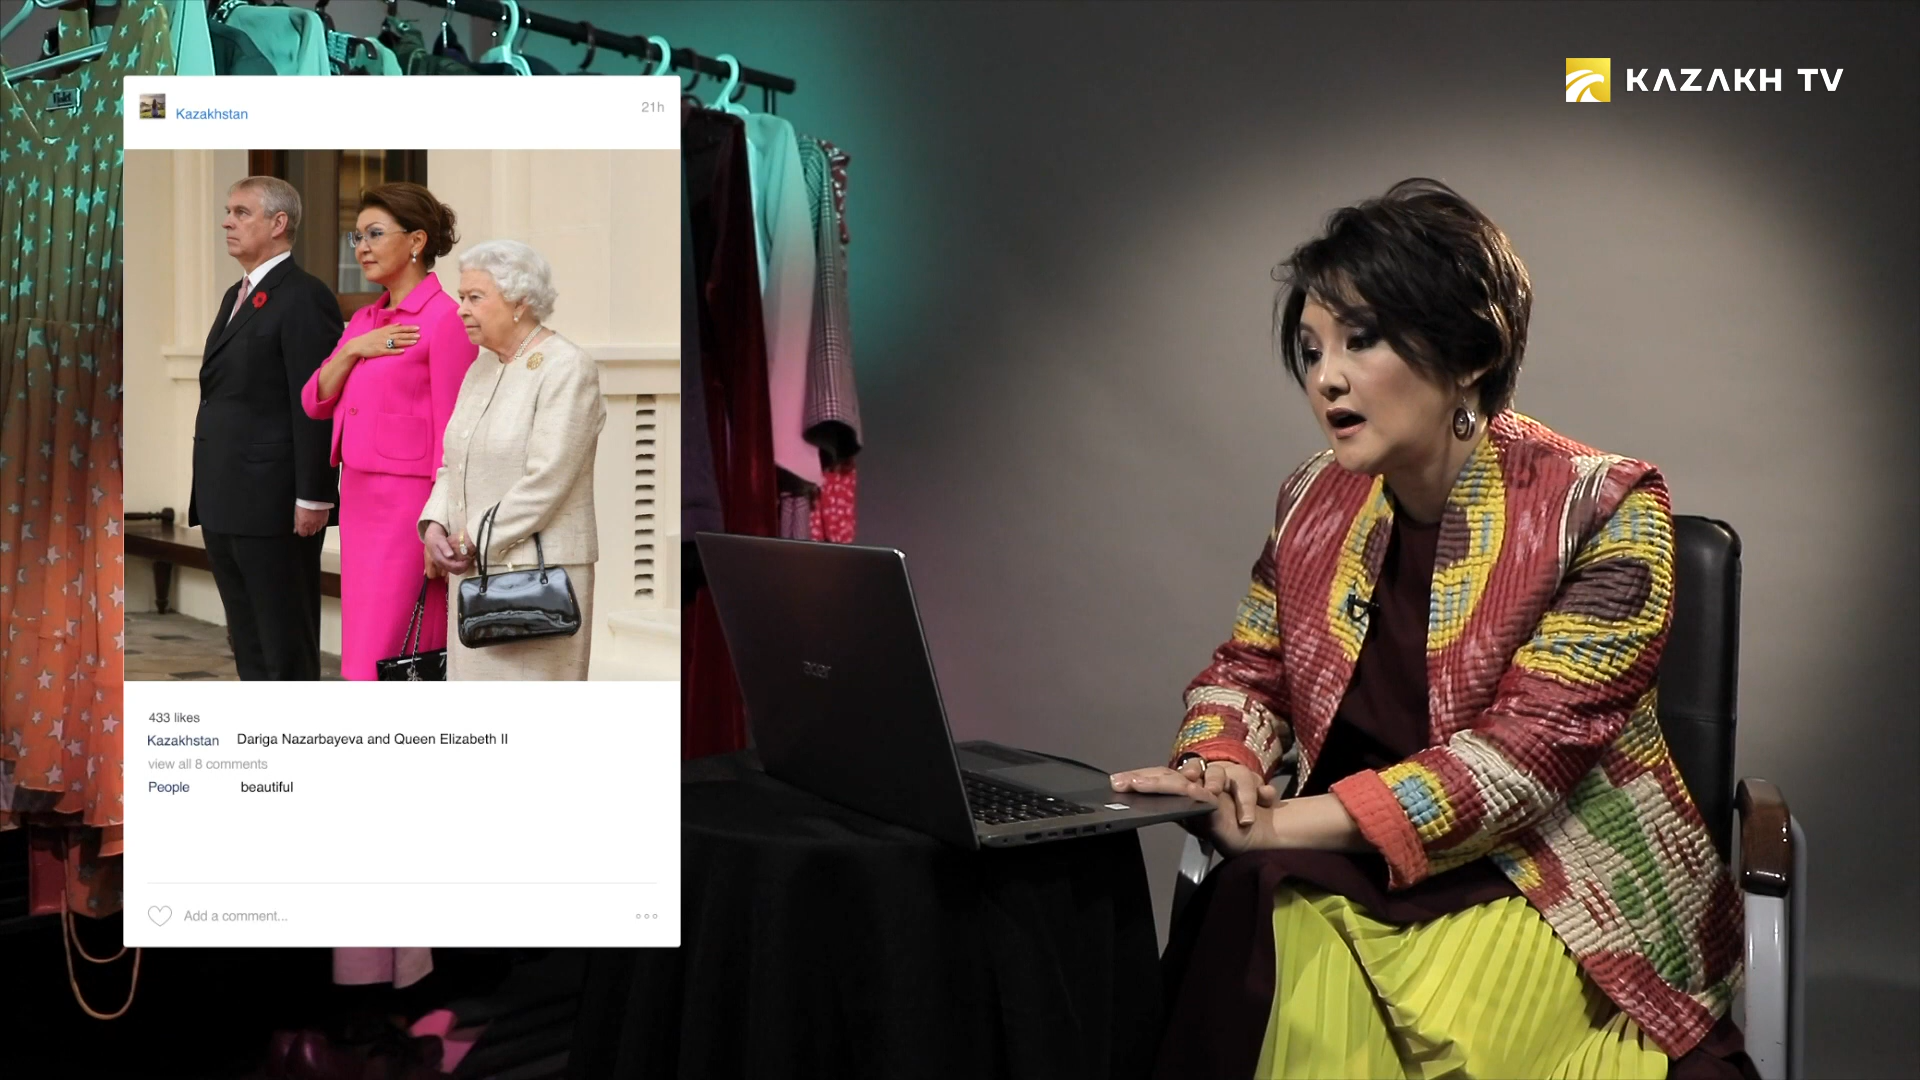 KAZAKH TV
Kazakhstan
21h
433 likes
Kazakhstan Dariga Nazarbayeva and Queen Elizabeth II
view all 8 comments
People beautiful
Add a comment...
acer